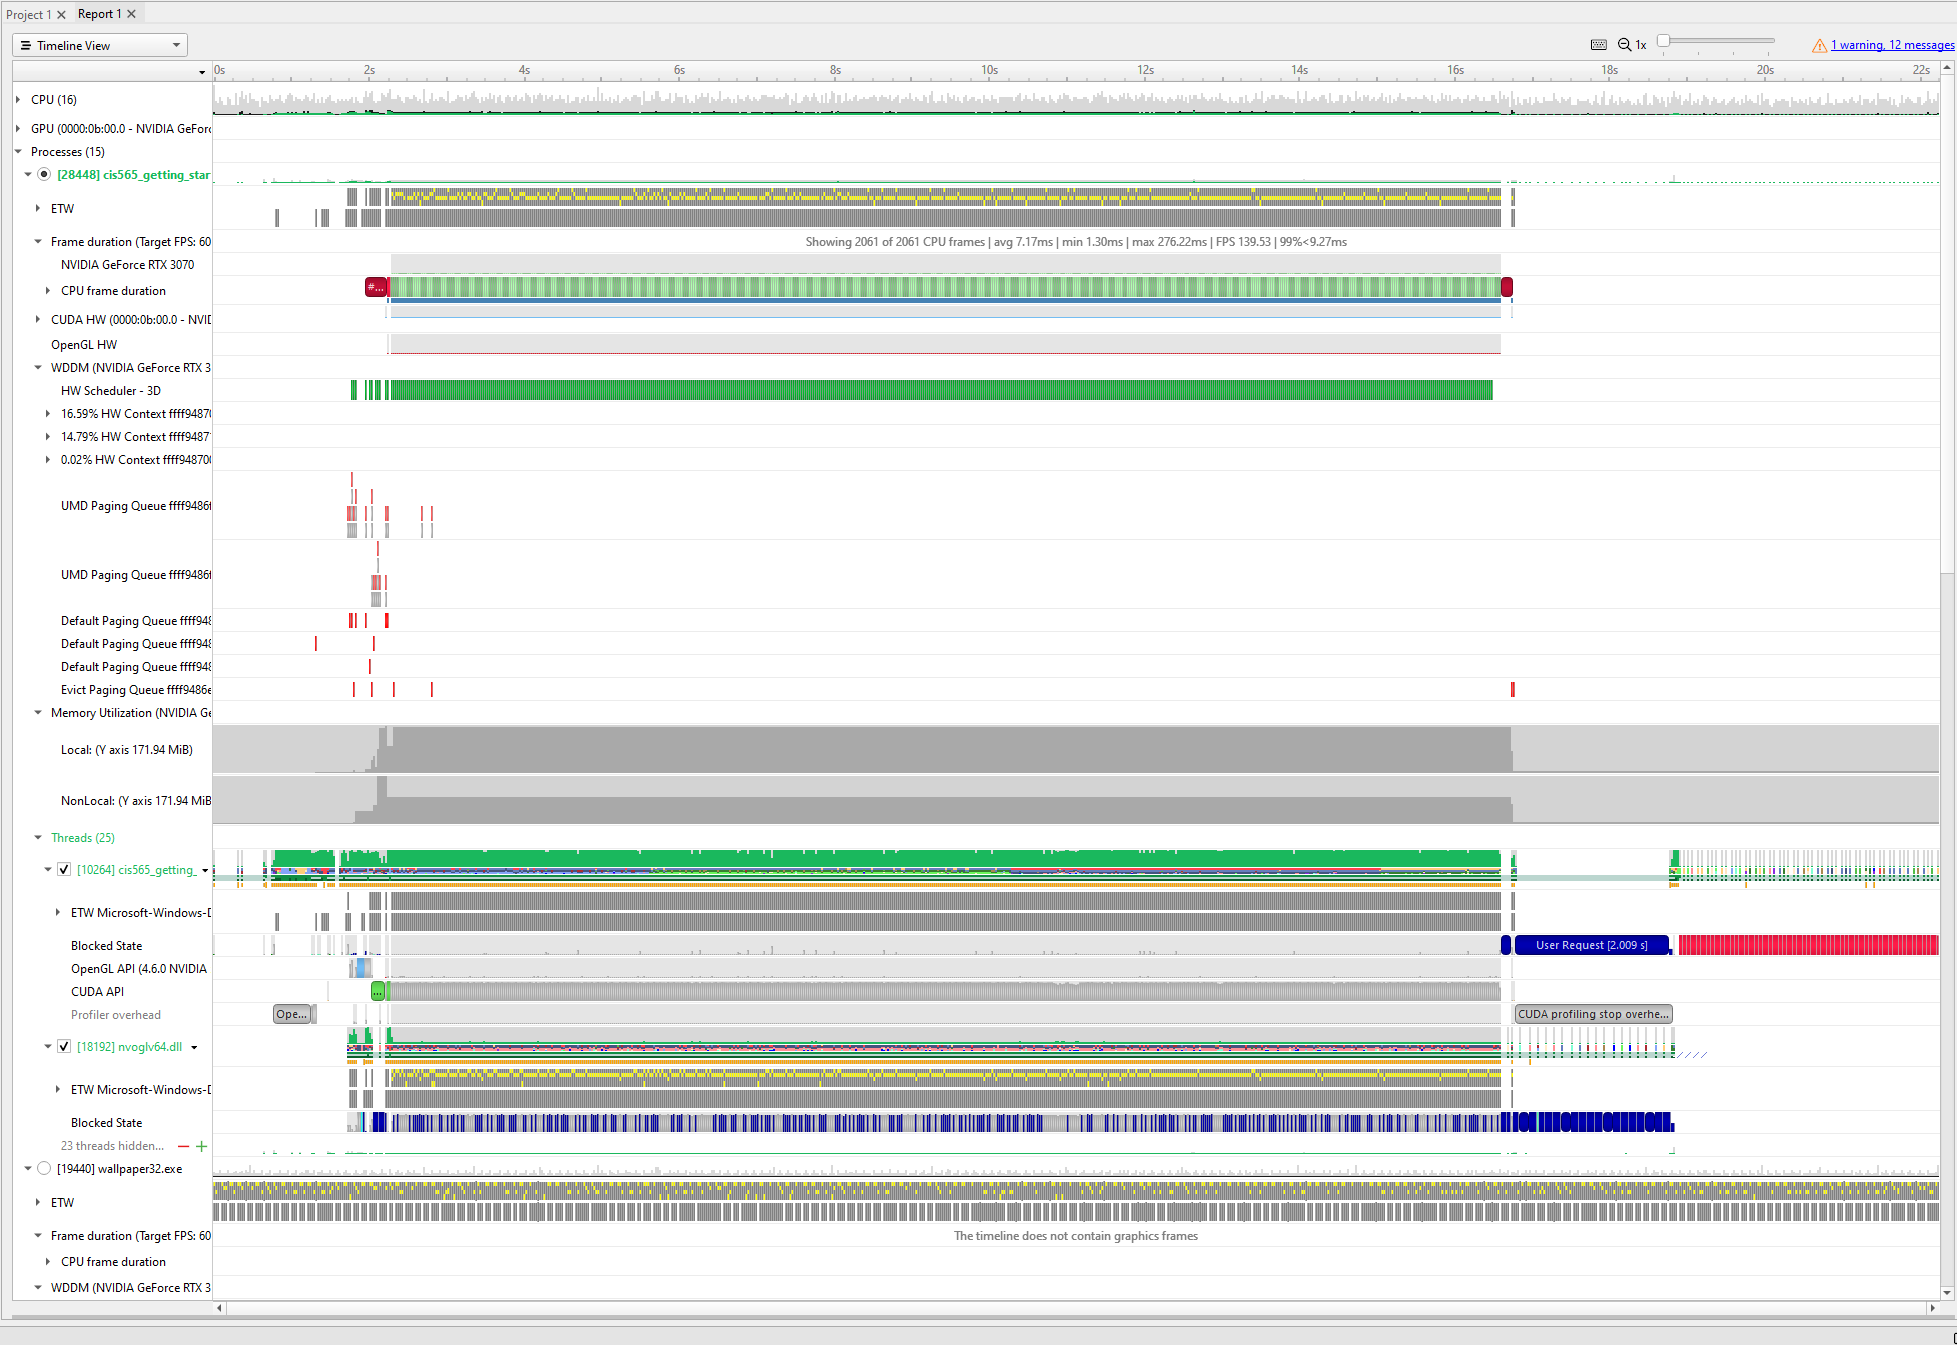 Project 1
Report 1
Timeline View
1x
1 warning, 12 messages
0s 2s 4s 6s 8s 10s 12s 14s 16s 18s 20s 22s
CPU (16)
GPU (0000:0b:00.0 - NVIDIA GeForc
Processes (15)
[28448] cis565_getting_star
ETW
Frame duration (Target FPS: 60
Showing 2061 of 2061 CPU frames | avg 7.17ms | min 1.30ms | max 276.22ms | FPS 139.53 | 99%<9.27ms
NVIDIA GeForce RTX 3070
CPU frame duration
#...
CUDA HW (0000:0b:00.0 - NVID
OpenGL HW
WDDM (NVIDIA GeForce RTX 3
HW Scheduler - 3D
16.59% HW Context ffff9487
14.79% HW Context ffff9487
0.02% HW Context ffff94870
UMD Paging Queue ffff9486f
UMD Paging Queue ffff9486f
Default Paging Queue ffff948
Default Paging Queue ffff948
Default Paging Queue ffff948
Evict Paging Queue ffff9486e
Memory Utilization (NVIDIA Ge
Local: (Y axis 171.94 MiB)
NonLocal: (Y axis 171.94 MiB
Threads (25)
[10264] cis565_getting_
ETW Microsoft-Windows-D
Blocked State
User Request [2.009 s]
OpenGL API (4.6.0 NVIDIA
CUDA API
...
Profiler overhead
Ope...
CUDA profiling stop overhe...
[18192] nvoglv64.dll
ETW Microsoft-Windows-D
Blocked State
23 threads hidden...
[19440] wallpaper32.exe
ETW
Frame duration (Target FPS: 60
The timeline does not contain graphics frames
CPU frame duration
WDDM (NVIDIA GeForce RTX 3